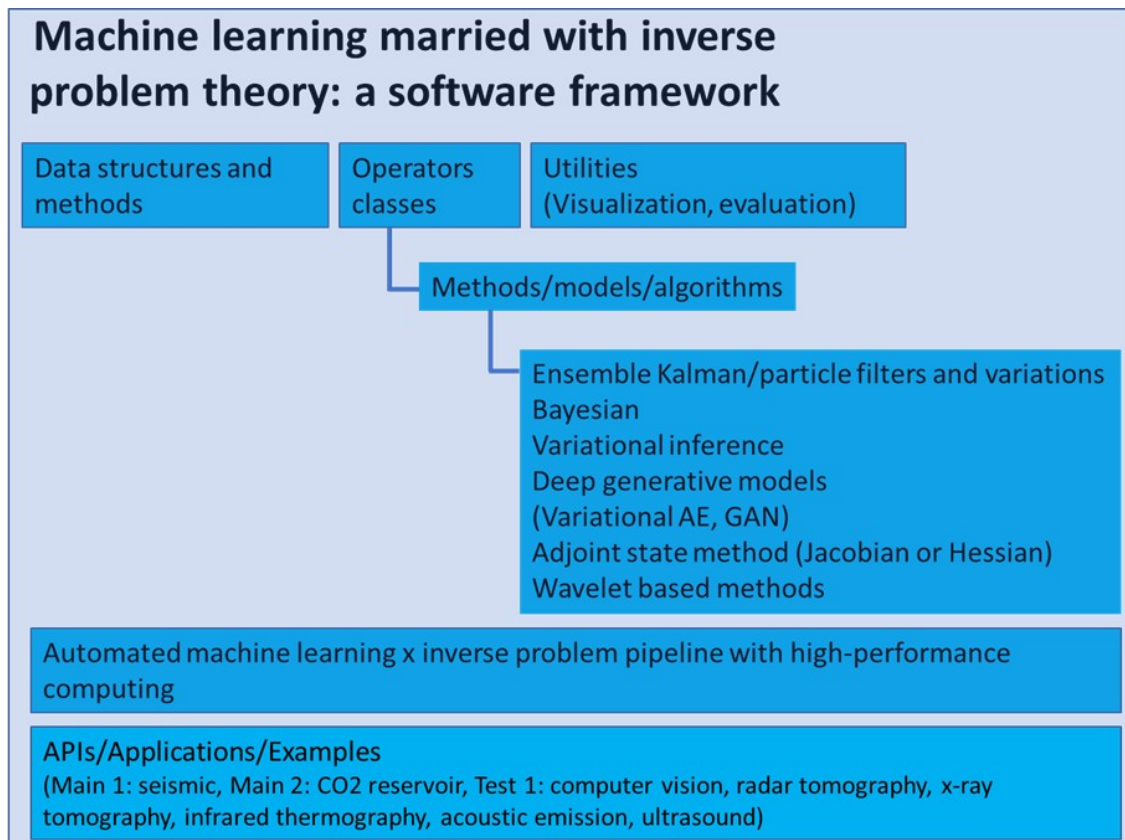 Machine learning married with inverse
problem theory: a software framework
Data structures and
methods
Operators
classes
Utilities
(Visualization, evaluation)
Methods/models/algorithms
Ensemble Kalman/particle filters and variations
Bayesian
Variational inference
Deep generative models
(Variational AE, GAN)
Adjoint state method (Jacobian or Hessian)
Wavelet based methods
Automated machine learning x inverse problem pipeline with high-performance
computing
APIs/Applications/Examples
(Main 1: seismic, Main 2: CO2 reservoir, Test 1: computer vision, radar tomography, x-ray
tomography, infrared thermography, acoustic emission, ultrasound)